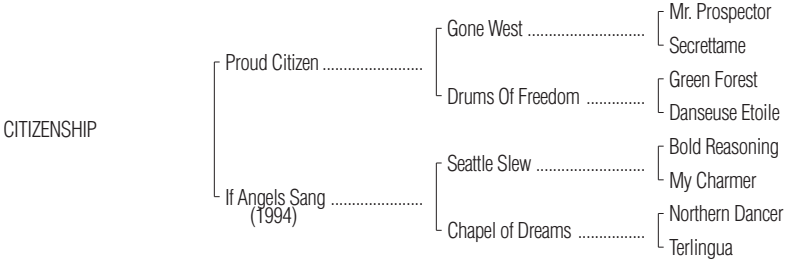 Mr. Prospector
Gone West ............................
Secrettame
Proud Citizen ........................
Green Forest
Drums Of Freedom ..............
Danseuse Etoile
CITIZENSHIP
Bold Reasoning
Seattle Slew ..........................
My Charmer
If Angels Sang ......................
(1994)
Northern Dancer
Chapel of Dreams ................
Terlingua